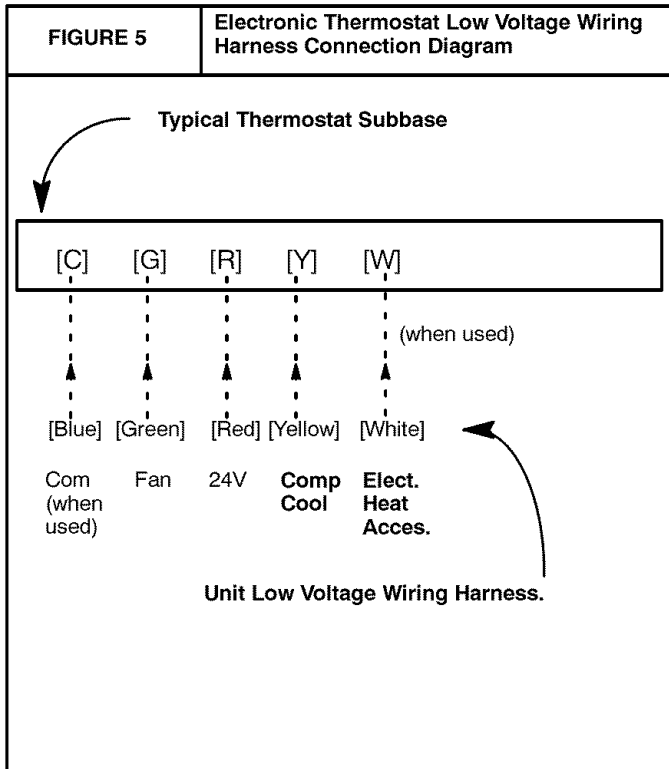 FIGURE 5
Electronic Thermostat Low Voltage Wiring
Harness Connection Diagram
Typical Thermostat Subbase
[C] [G] [R] [Y] [W]
(when used)
[Blue] [Green] [Red] [Yellow] [White]
Com Fan 24V Comp Elect.
(when Cool Heat
used) Acces.
Unit Low Voltage Wiring Harness.